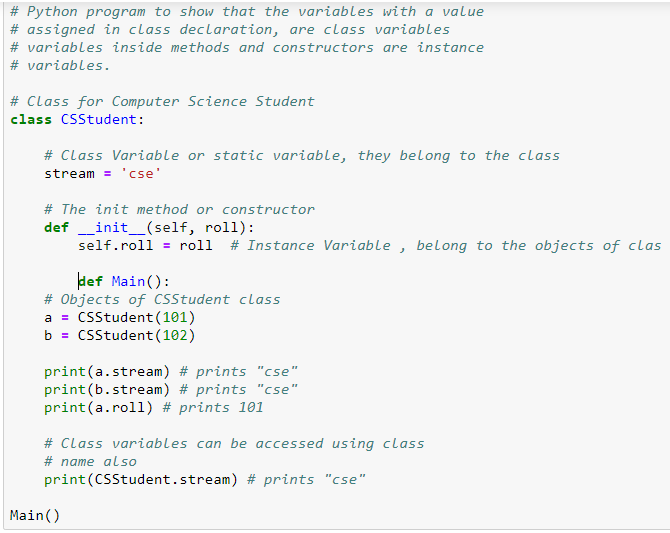 # Python program to show that the variables with a value
# assigned in class declaration, are class variables
# variables inside methods and constructors are instance
# variables.

# Class for Computer Science Student
class CSStudent:

    # Class Variable or static variable, they belong to the class
    stream = 'cse'

    # The init method or constructor
    def __init__(self, roll):
        self.roll = roll  # Instance Variable , belong to the objects of clas

        def Main():
    # Objects of CSStudent class
    a = CSStudent(101)
    b = CSStudent(102)

    print(a.stream) # prints "cse"
    print(b.stream) # prints "cse"
    print(a.roll) # prints 101

    # Class variables can be accessed using class
    # name also
    print(CSStudent.stream) # prints "cse"

Main()